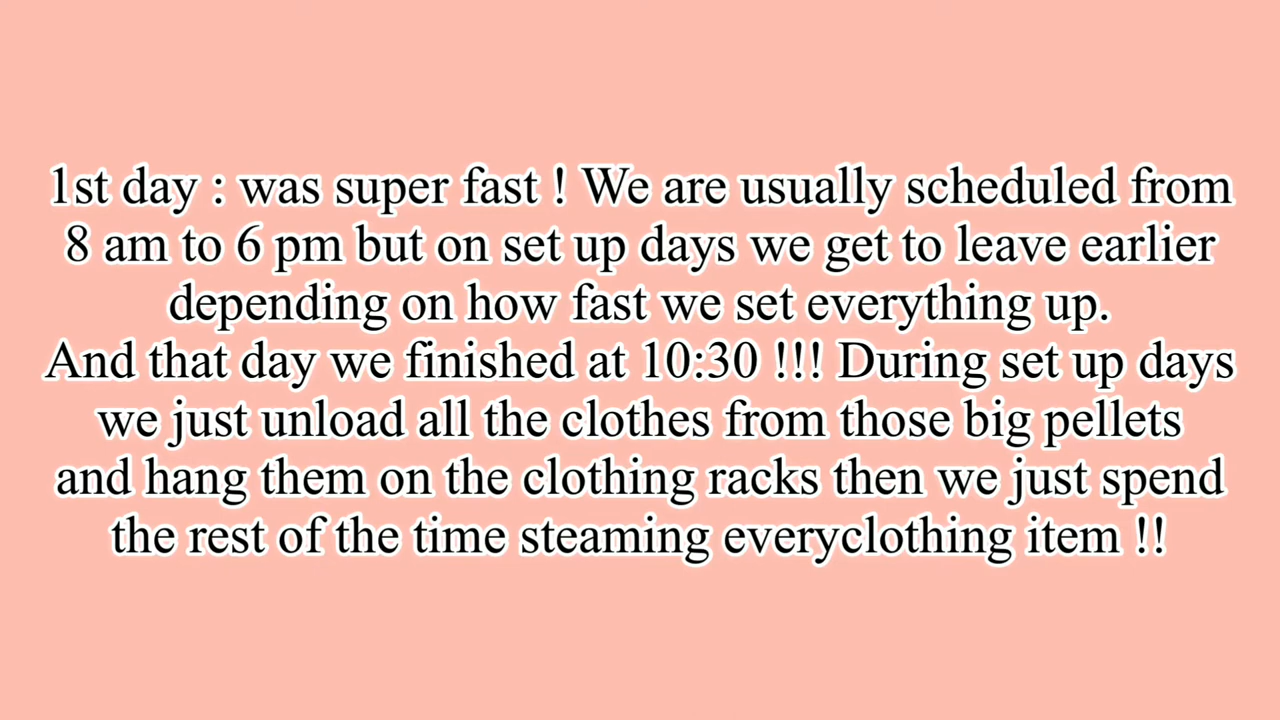 1st day : was super fast ! We are usually scheduled from
8 am to 6 pm but on set up days we get to leave earlier
depending on how fast we set everything up.
And that day we finished at 10:30 !!! During set up days
we just unload all the clothes from those big pellets
and hang them on the clothing racks then we just spend
the rest of the time steaming everyclothing item !!